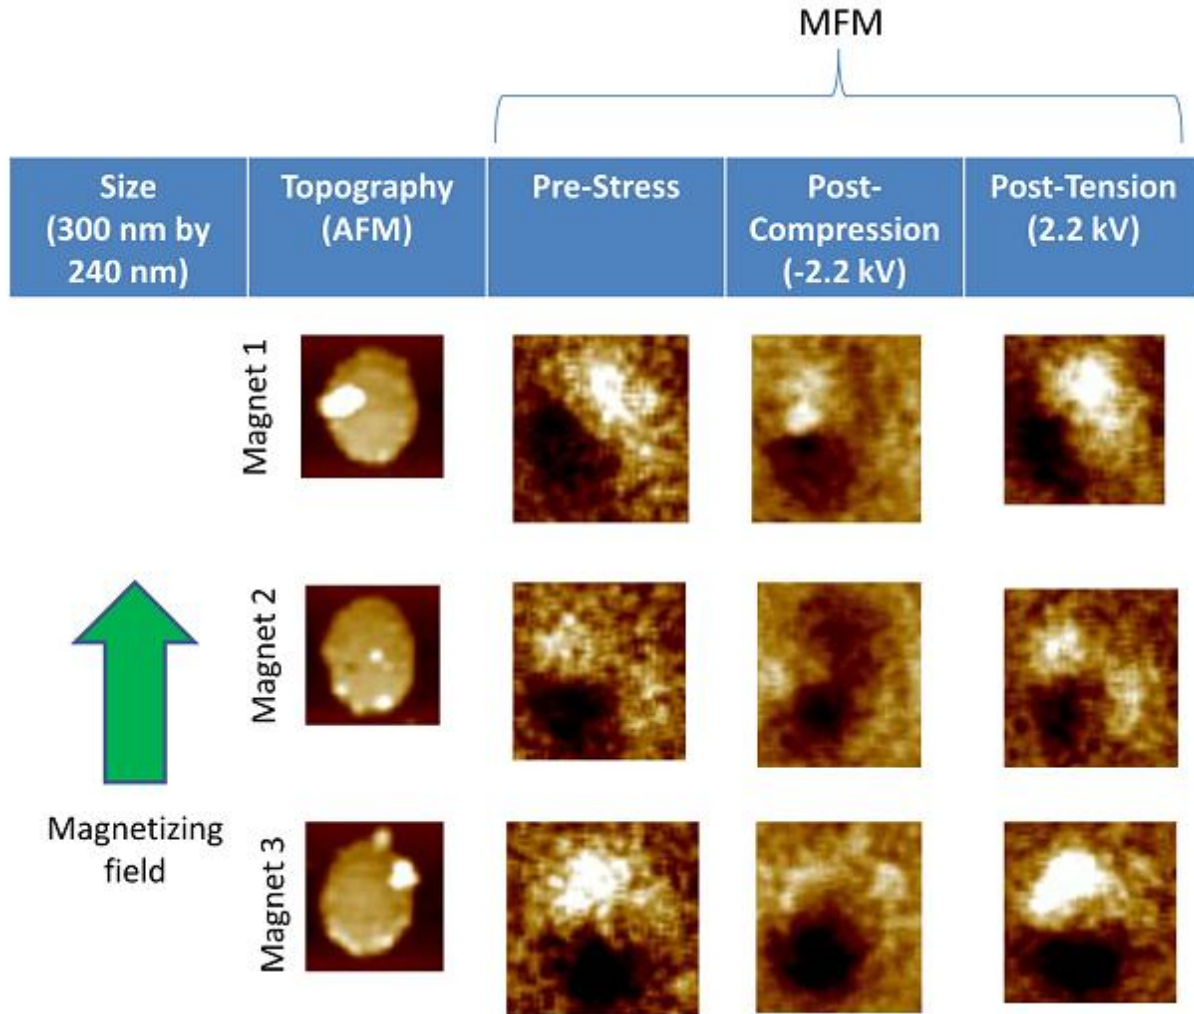 MFM
Size
(300 nm by
240 nm)
Topography
(AFM)
Pre-Stress
Post-
Compression
(-2.2 kV)
Post-Tension
(2.2 kV)
Magnet 1
Magnet 2
Magnet 3
Magnetizing
field